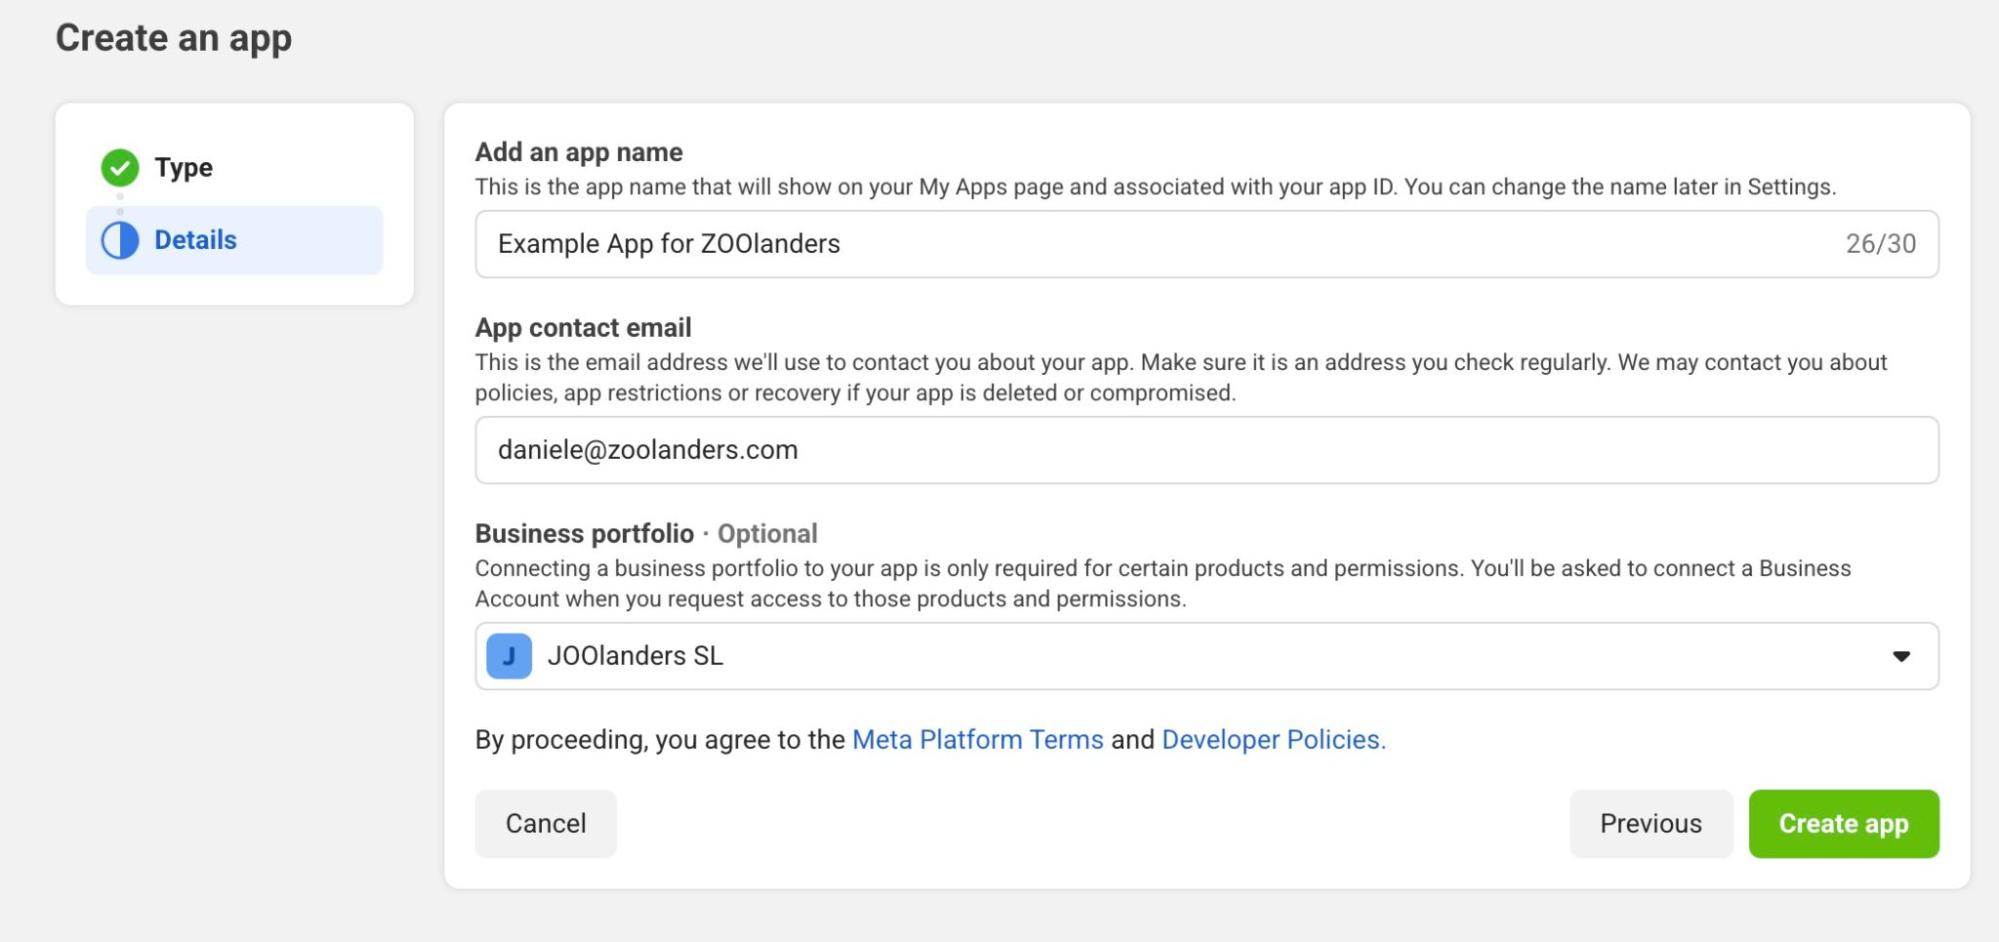 Create an app
Type
Details
Add an app name
This is the app name that will show on your My Apps page and associated with your app ID. You can change the name later in Settings.
Example App for ZOOlanders 26/30
App contact email
This is the email address we'll use to contact you about your app. Make sure it is an address you check regularly. We may contact you about
policies, app restrictions or recovery if your app is deleted or compromised.
daniele@zoolanders.com
Business portfolio · Optional
Connecting a business portfolio to your app is only required for certain products and permissions. You'll be asked to connect a Business
Account when you request access to those products and permissions.
J JOOlanders SL
By proceeding, you agree to the Meta Platform Terms and Developer Policies.
Cancel Previous Create app